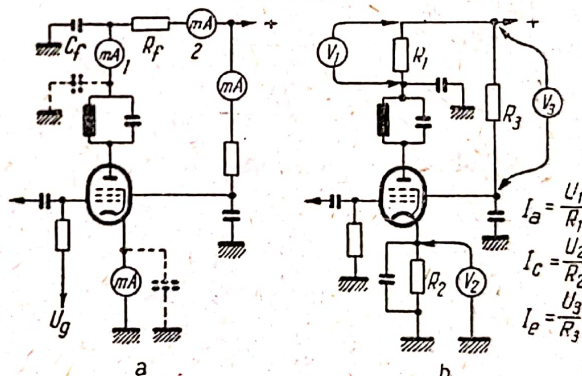 C_f
R_f
mA
2
+
mA
1
mA
mA
U_g
a
V_1
R_1
+
V_3
R_3
R_2
V_2
I_a = U_1/R_1
I_c = U_2/R_2
I_e = U_3/R_3
b